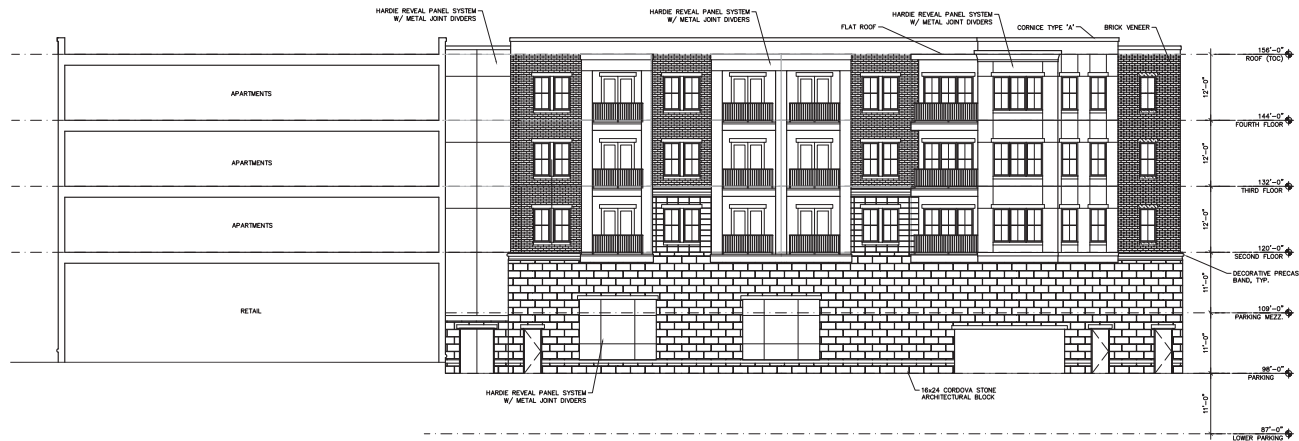 HARDIE REVEAL PANEL SYSTEM
W/ METAL JOINT DIVDERS
HARDIE REVEAL PANEL SYSTEM
W/ METAL JOINT DIVDERS
HARDIE REVEAL PANEL SYSTEM
W/ METAL JOINT DIVDERS
FLAT ROOF
CORNICE TYPE 'A'
BRICK VENEER
156'-0"
ROOF (TOC)
12'-0"
APARTMENTS
144'-0"
FOURTH FLOOR
12'-0"
APARTMENTS
132'-0"
THIRD FLOOR
12'-0"
APARTMENTS
120'-0"
SECOND FLOOR
DECORATIVE PRECAS
BAND, TYP.
11'-0"
RETAIL
109'-0"
PARKING MEZZ.
11'-0"
98'-0"
PARKING
HARDIE REVEAL PANEL SYSTEM
W/ METAL JOINT DIVDERS
16x24 CORDOVA STONE
ARCHITECTURAL BLOCK
11'-0"
87'-0"
LOWER PARKING